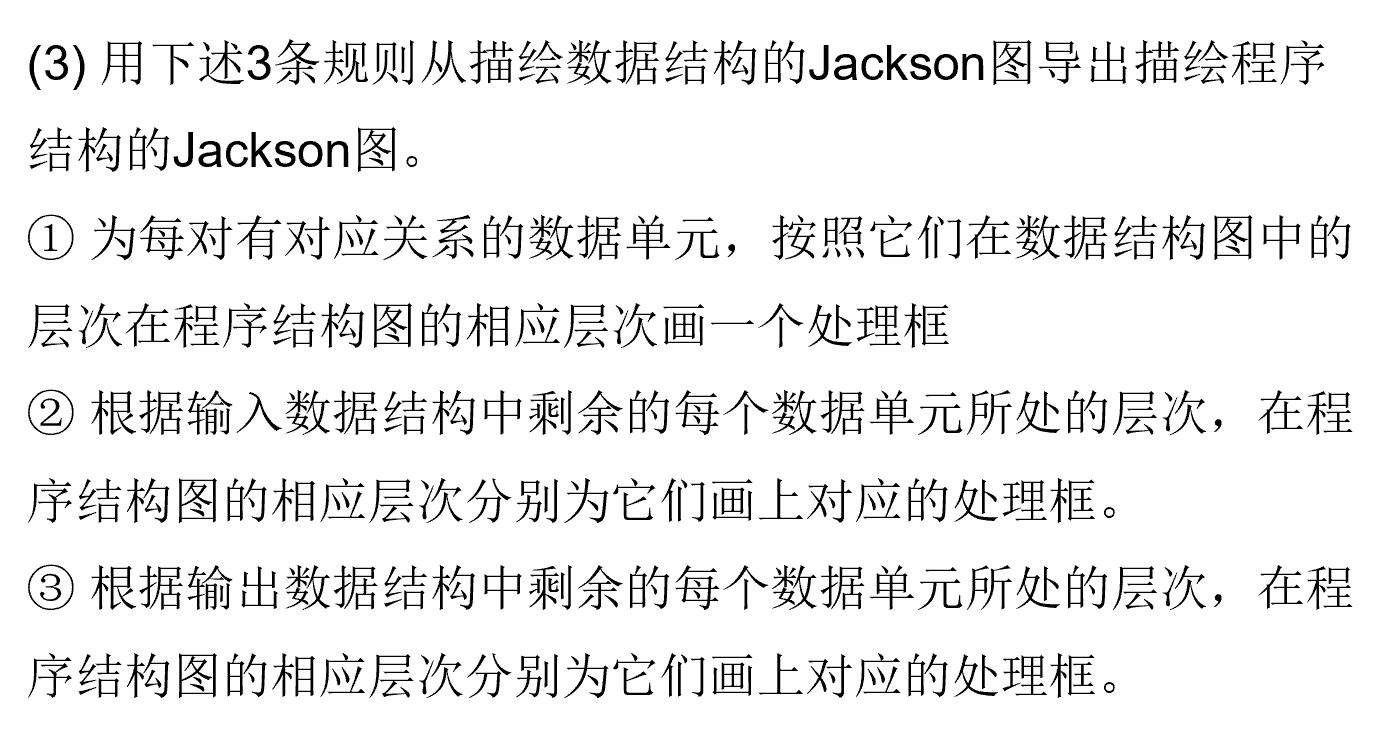 (3) 用下述3条规则从描绘数据结构的Jackson图导出描绘程序
结构的Jackson图。
① 为每对有对应关系的数据单元，按照它们在数据结构图中的
层次在程序结构图的相应层次画一个处理框
② 根据输入数据结构中剩余的每个数据单元所处的层次，在程
序结构图的相应层次分别为它们画上对应的处理框。
③ 根据输出数据结构中剩余的每个数据单元所处的层次，在程
序结构图的相应层次分别为它们画上对应的处理框。